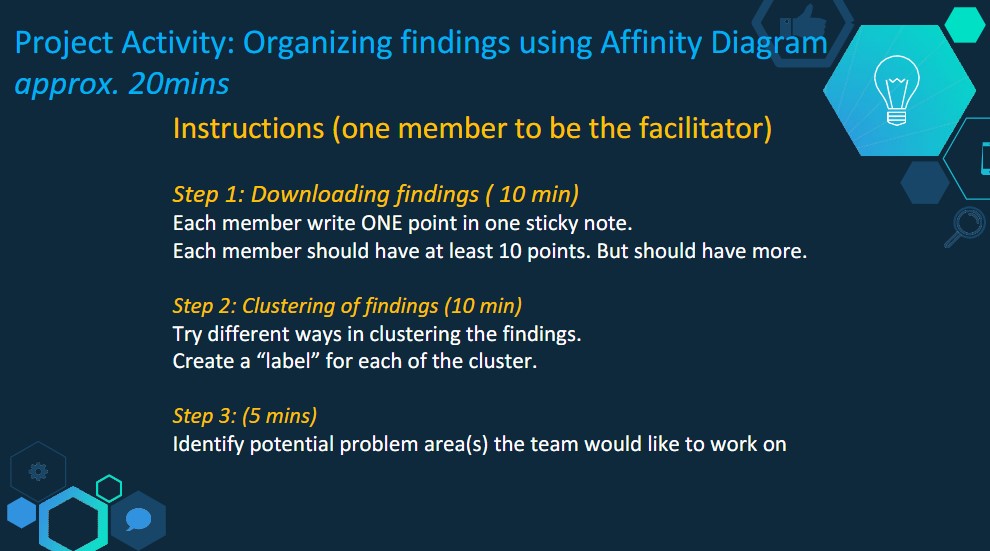 Project Activity: Organizing findings using Affinity Diagram
approx. 20mins
Instructions (one member to be the facilitator)
Step 1: Downloading findings ( 10 min)
Each member write ONE point in one sticky note.
Each member should have at least 10 points. But should have more.
Step 2: Clustering of findings (10 min)
Try different ways in clustering the findings.
Create a “label” for each of the cluster.
Step 3: (5 mins)
Identify potential problem area(s) the team would like to work on